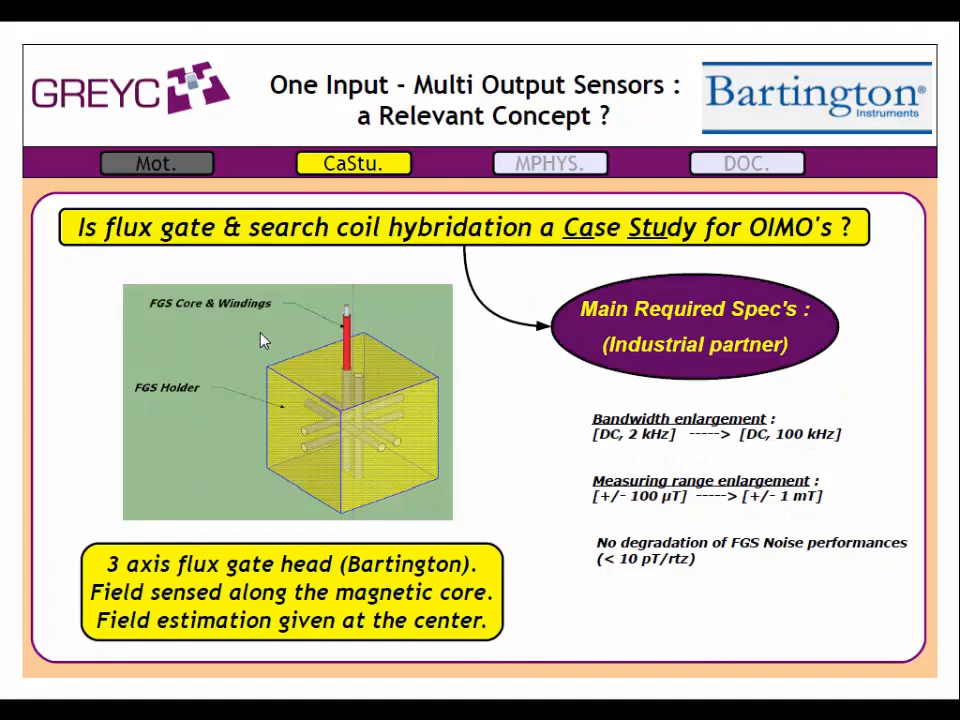 GREYC
One Input - Multi Output Sensors :
a Relevant Concept ?
Bartington®
Instruments
Mot.
CaStu.
MPHYS.
DOC.
Is flux gate & search coil hybridation a Case Study for OIMO's ?
FGS Core & Windings
FGS Holder
Main Required Spec's :
(Industrial partner)
Bandwidth enlargement :
[DC, 2 kHz] -----> [DC, 100 kHz]
Measuring range enlargement :
[+/- 100 µT] -----> [+/- 1 mT]
No degradation of FGS Noise performances
(< 10 pT/rtz)
3 axis flux gate head (Bartington).
Field sensed along the magnetic core.
Field estimation given at the center.